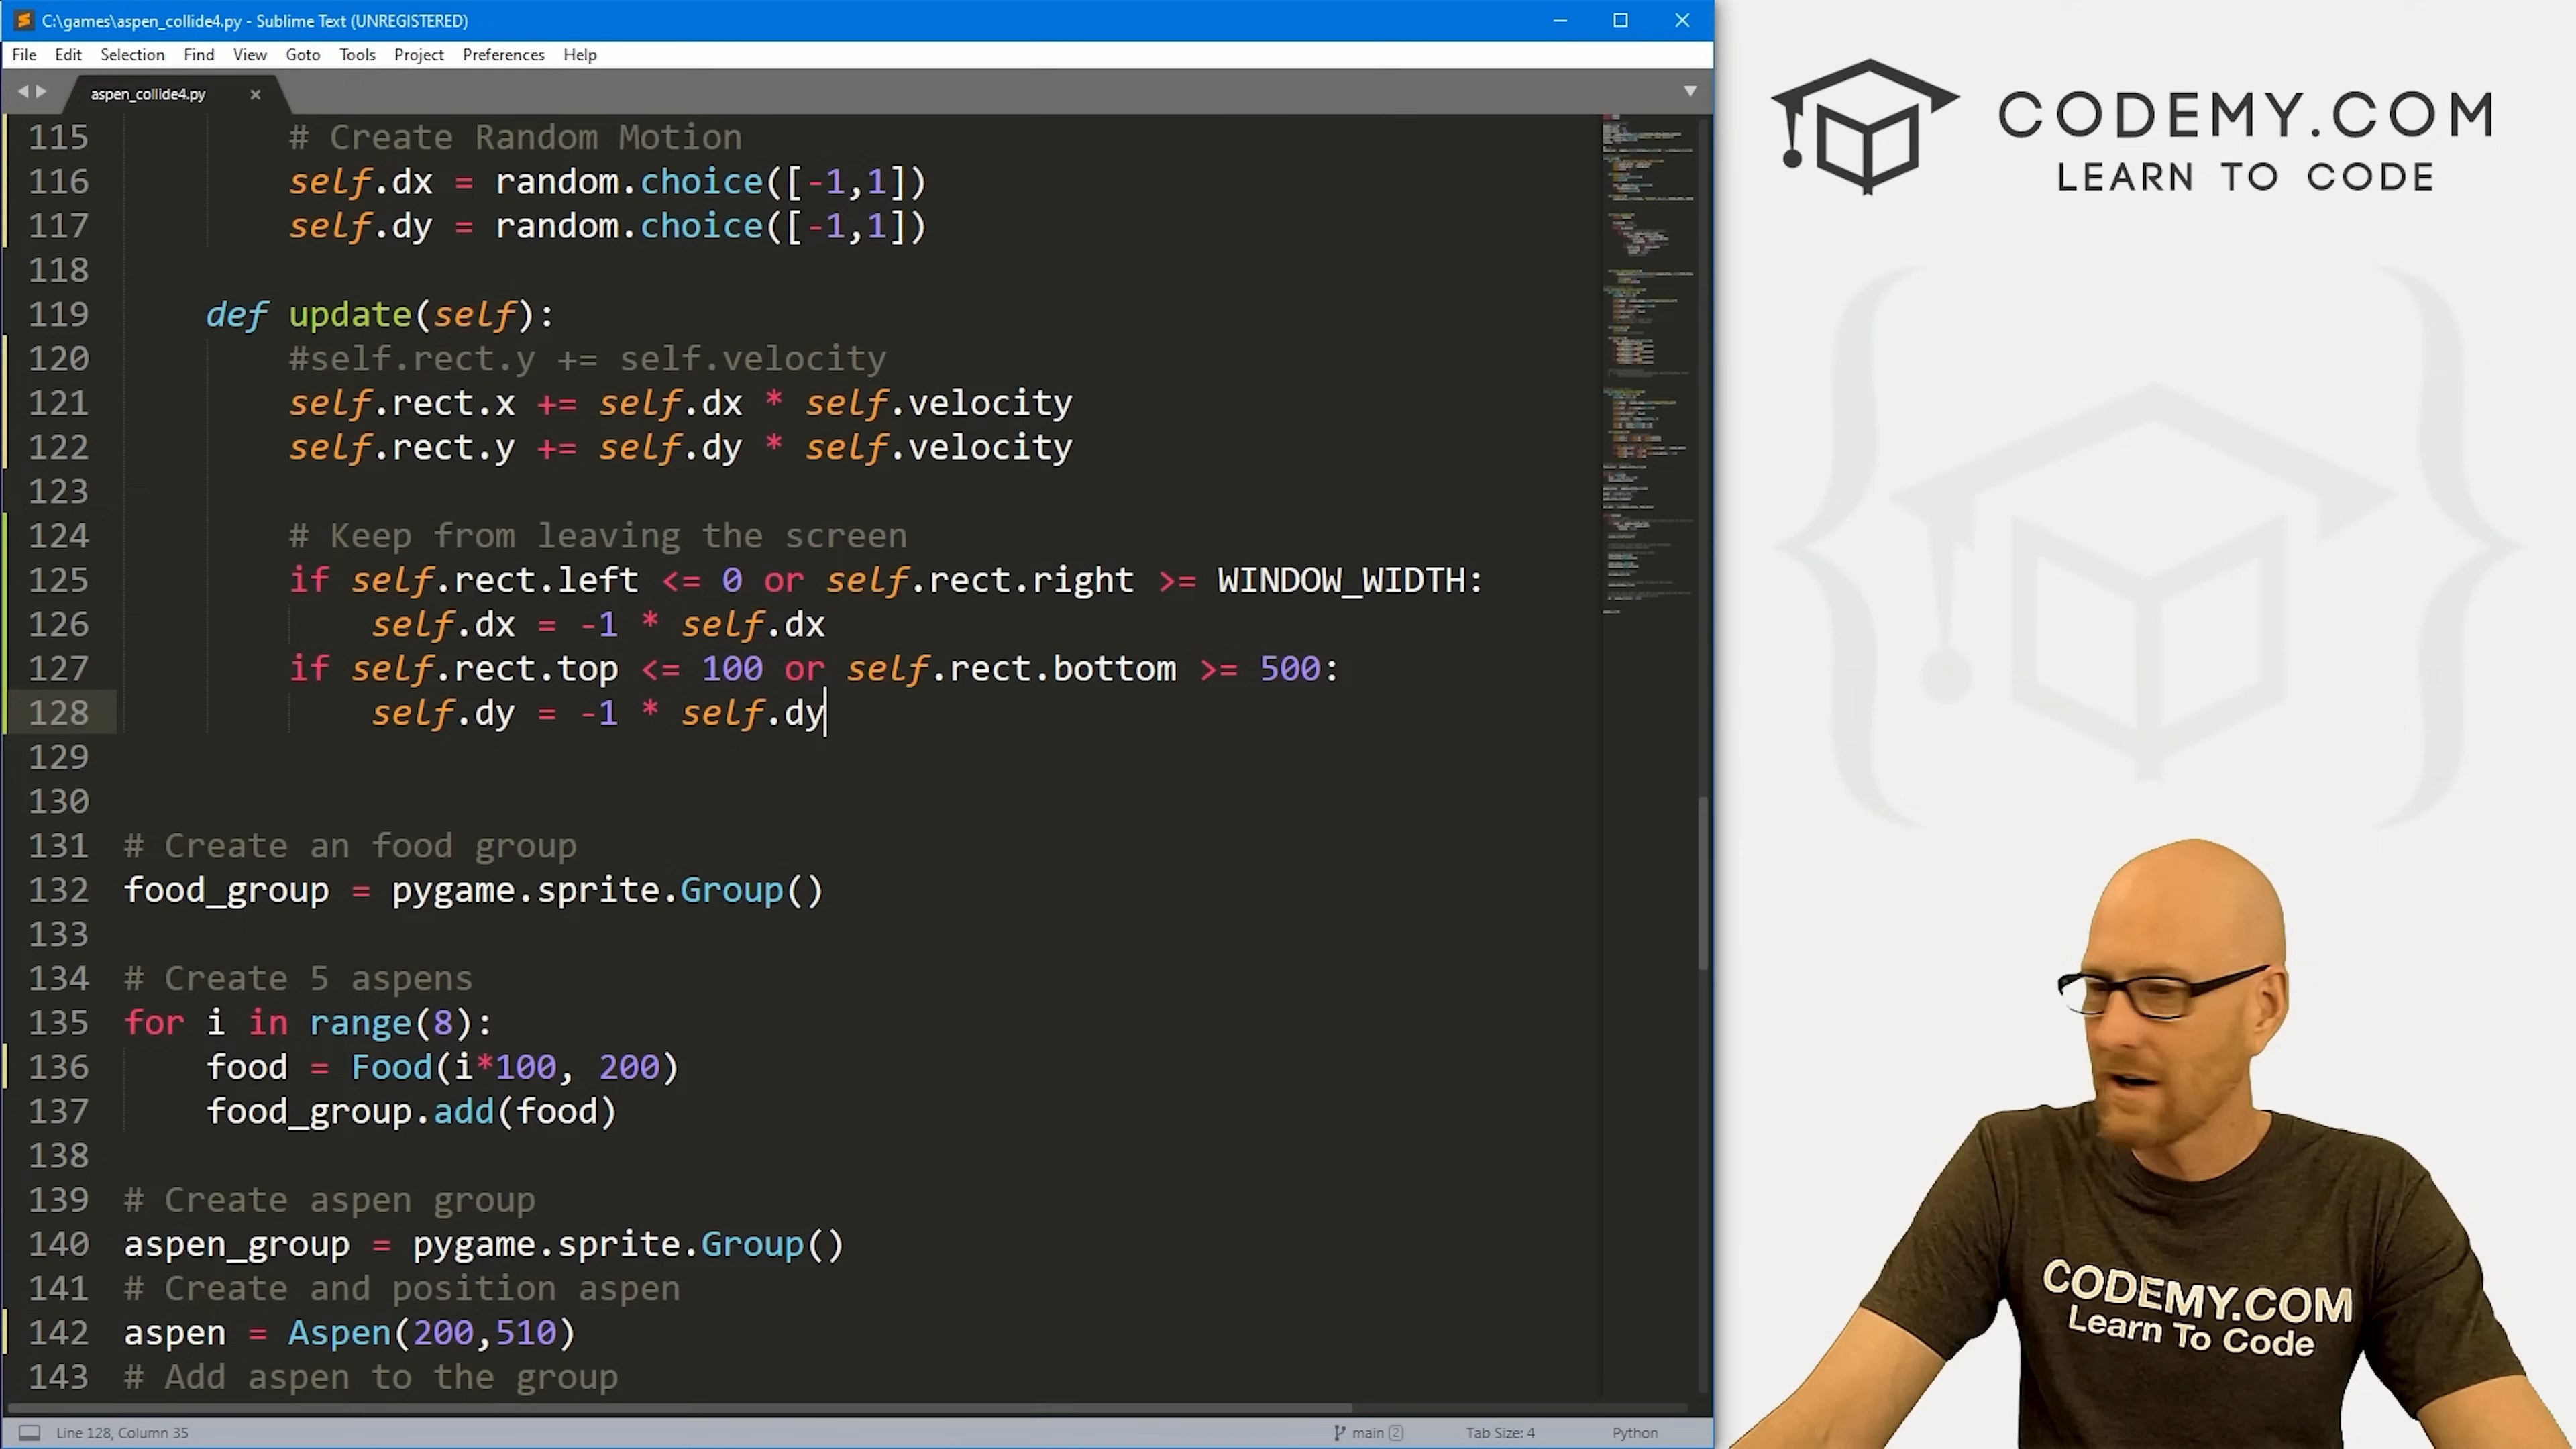 C:\games\aspen_collide4.py - Sublime Text (UNREGISTERED)
File Edit Selection Find View Goto Tools Project Preferences Help
aspen_collide4.py
115 # Create Random Motion
116 self.dx = random.choice([-1,1])
117 self.dy = random.choice([-1,1])
118
119 def update(self):
120 #self.rect.y += self.velocity
121 self.rect.x += self.dx * self.velocity
122 self.rect.y += self.dy * self.velocity
123
124 # Keep from leaving the screen
125 if self.rect.left <= 0 or self.rect.right >= WINDOW_WIDTH:
126 self.dx = -1 * self.dx
127 if self.rect.top <= 100 or self.rect.bottom >= 500:
128 self.dy = -1 * self.dy
129
130
131 # Create an food group
132 food_group = pygame.sprite.Group()
133
134 # Create 5 aspens
135 for i in range(8):
136 food = Food(i*100, 200)
137 food_group.add(food)
138
139 # Create aspen group
140 aspen_group = pygame.sprite.Group()
141 # Create and position aspen
142 aspen = Aspen(200,510)
143 # Add aspen to the group
Line 128, Column 35 main 2 Tab Size: 4 Python
CODEMY.COM
LEARN TO CODE
CODEMY.COM
Learn To Code